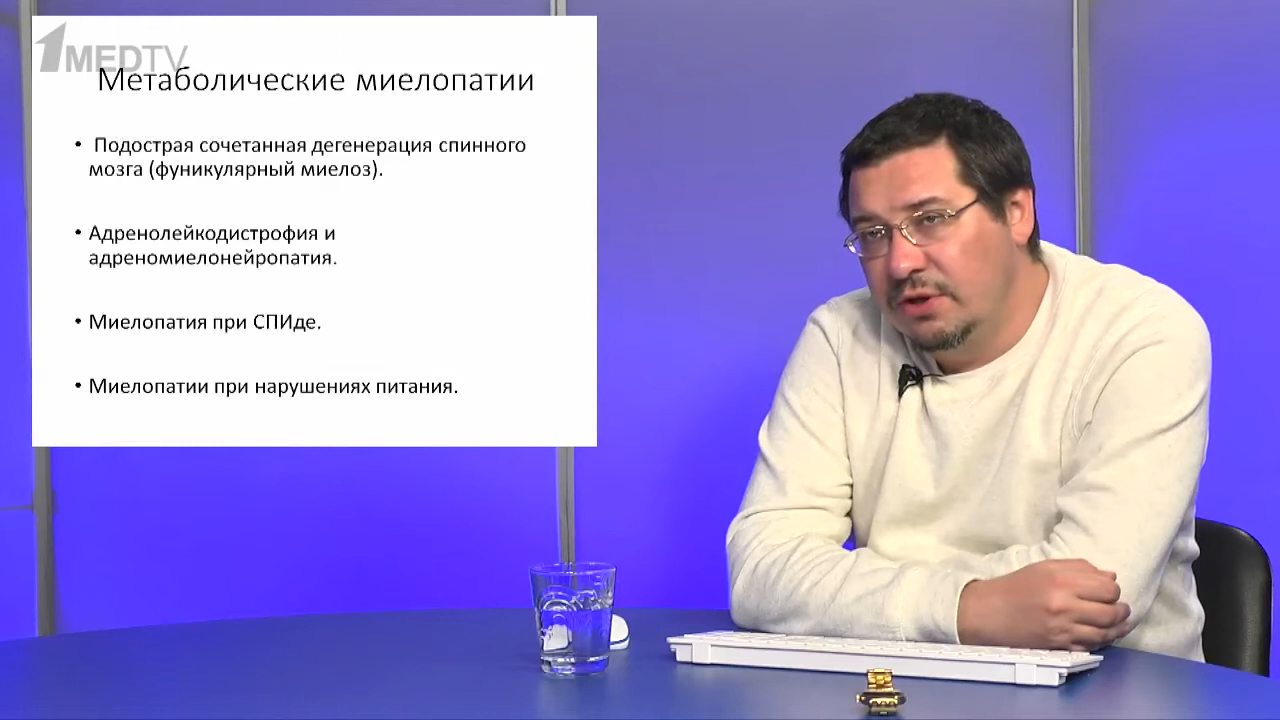 1MEDTV
Метаболические миелопатии
• Подострая сочетанная дегенерация спинного
мозга (фуникулярный миелоз).
• Адренолейкодистрофия и
адреномиелонейропатия.
• Миелопатия при СПИде.
• Миелопатии при нарушениях питания.